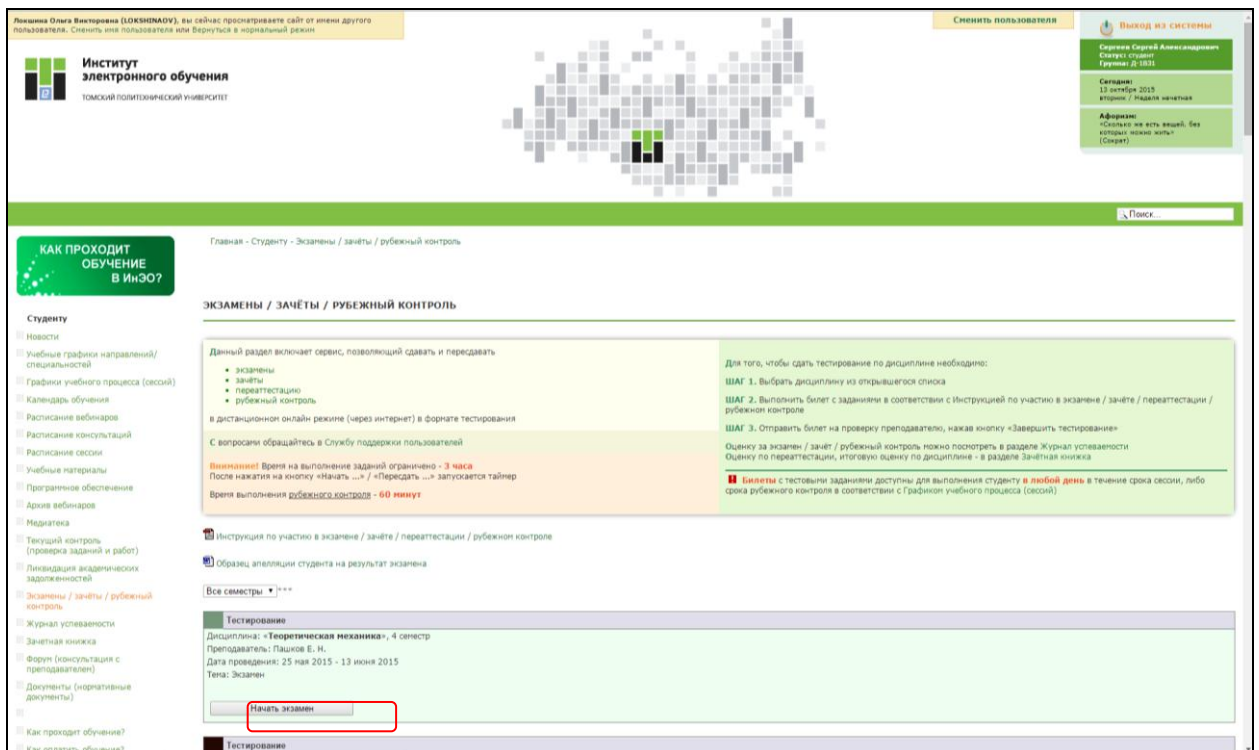 Локшина Ольга Викторовна (LOKSHINAOV), вы сейчас просматриваете сайт от имени другого
пользователя. Сменить имя пользователя или Вернуться в нормальный режим
Сменить пользователя
Выход из системы
Сергеев Сергей Александрович
Статус: студент
Группа: Д-1831
Сегодня:
13 октября 2015
вторник / Неделя нечетная
Афоризм:
«Сколько же есть вещей, без
которых можно жить»
(Сократ)
Институт
электронного обучения
ТОМСКИЙ ПОЛИТЕХНИЧЕСКИЙ УНИВЕРСИТЕТ
Поиск...
КАК ПРОХОДИТ
ОБУЧЕНИЕ
В ИнЭО?
Студенту
Новости
Учебные графики направлений/
специальностей
Графики учебного процесса (сессий)
Календарь обучения
Расписание вебинаров
Расписание консультаций
Расписание сессии
Учебные материалы
Программное обеспечение
Архив вебинаров
Медиатека
Текущий контроль
(проверка заданий и работ)
Ликвидация академических
задолженностей
Экзамены / зачёты / рубежный
контроль
Журнал успеваемости
Зачетная книжка
Форум (консультация с
преподавателем)
Документы (нормативные
документы)
Как проходит обучение?
Как оплатить обучение?
Главная - Студенту - Экзамены / зачёты / рубежный контроль
ЭКЗАМЕНЫ / ЗАЧЁТЫ / РУБЕЖНЫЙ КОНТРОЛЬ
Данный раздел включает сервис, позволяющий сдавать и пересдавать
• экзамены
• зачёты
• переаттестацию
• рубежный контроль
в дистанционном онлайн режиме (через интернет) в формате тестирования
С вопросами обращайтесь в Службу поддержки пользователей
Внимание! Время на выполнение заданий ограничено - 3 часа
После нажатия на кнопку «Начать ...» / «Пересдать ...» запускается таймер
Время выполнения рубежного контроля - 60 минут
Для того, чтобы сдать тестирование по дисциплине необходимо:
ШАГ 1. Выбрать дисциплину из открывшегося списка
ШАГ 2. Выполнить билет с заданиями в соответствии с Инструкцией по участию в экзамене / зачёте / переаттестации /
рубежном контроле
ШАГ 3. Отправить билет на проверку преподавателю, нажав кнопку «Завершить тестирование»
Оценку за экзамен / зачёт / рубежный контроль можно посмотреть в разделе Журнал успеваемости
Оценку по переаттестации, итоговую оценку по дисциплине - в разделе Зачётная книжка
Билеты с тестовыми заданиями доступны для выполнения студенту в любой день в течение срока сессии, либо
срока рубежного контроля в соответствии с Графиком учебного процесса (сессий)
Инструкция по участию в экзамене / зачёте / переаттестации / рубежном контроле
Образец апелляции студента на результат экзамена
Все семестры ▼ ***
Тестирование
Дисциплина: «Теоретическая механика», 4 семестр
Преподаватель: Пашков Е. Н.
Дата проведения: 25 мая 2015 - 13 июня 2015
Тема: Экзамен
Начать экзамен
Тестирование